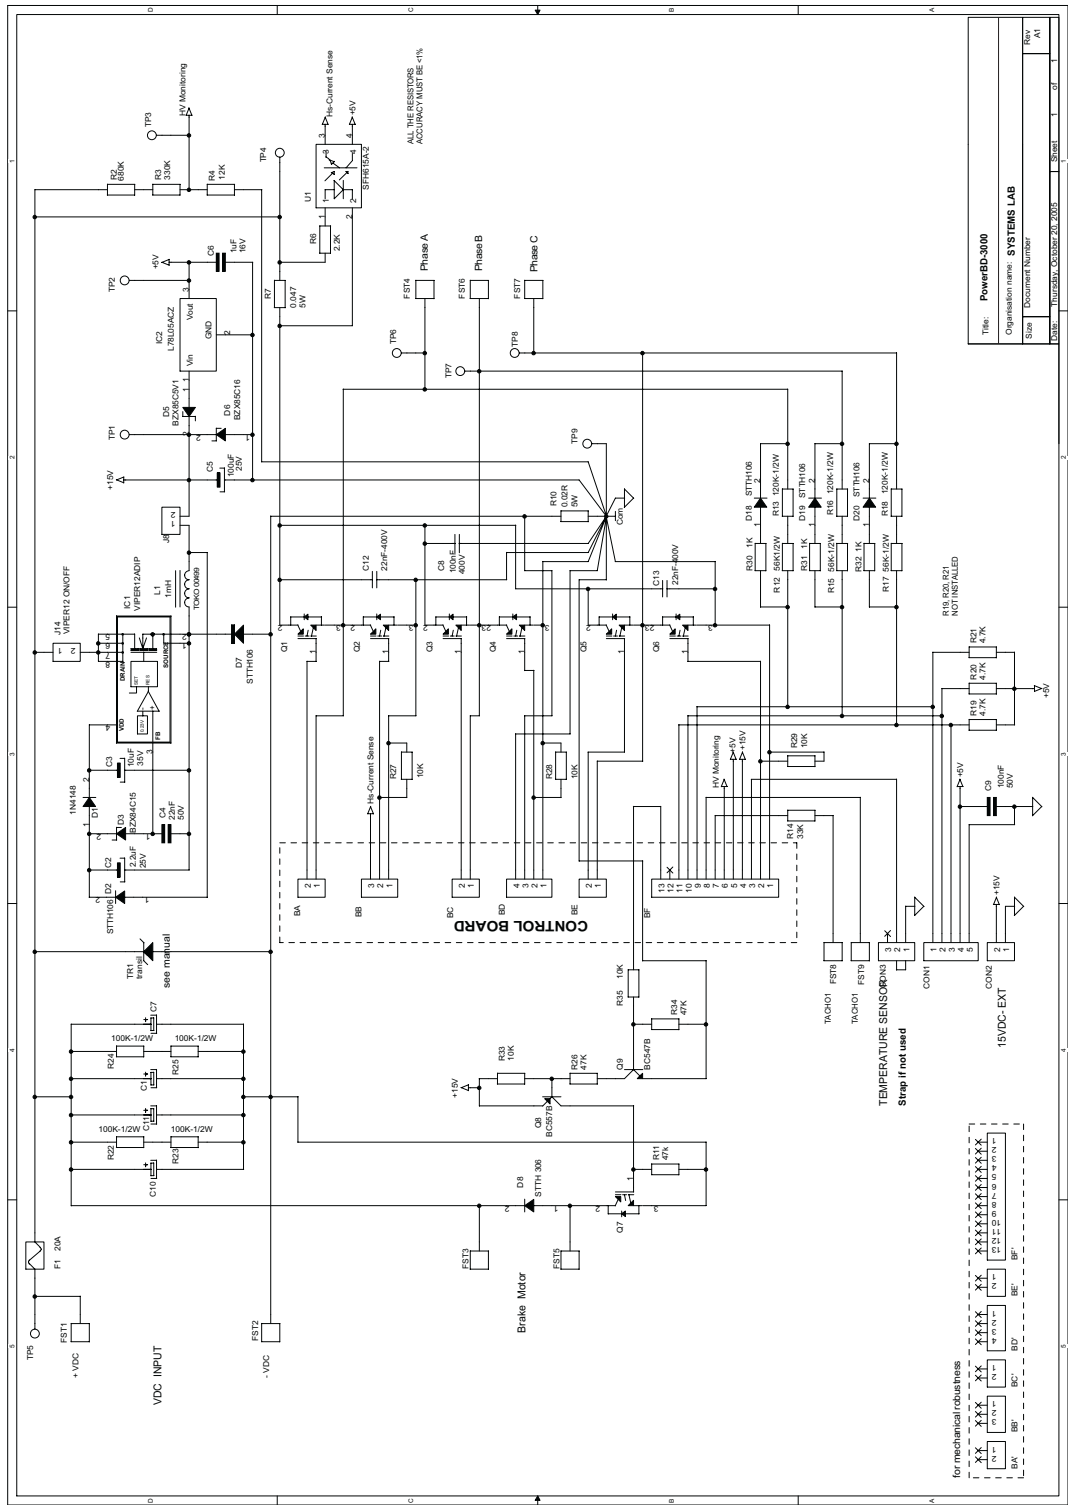 VDC INPUT
TP5
FST1
+ VDC
FST2
- VDC
F1 20A
C10
R22
100K-1/2W
R23
100K-1/2W
C11
C1
R24
100K-1/2W
R25
100K-1/2W
C7
TR1
transil
see manual
D2
STTH106
C2
2.2uF
25V
D3
BZX84C15
D1
1N4148
C4
22nF
50V
C3
10uF
35V
IC1
VIPER12ADIP
VDD
DRAIN
SOURCE
FB
SET
RES
0.23V
J14
VIPER12 ON/OFF
D7
STTH106
L1
1mH
TOKO 00499
J8
+15V
TP1
C5
100uF
25V
D5
BZX85C5V1
D6
BZX85C16
IC2
L78L05ACZ
Vin
Vout
GND
TP2
+5V
C6
1uF
16V
R2
680K
R3
330K
R4
12K
TP3
HV Monitoring
TP4
R7
0.047
5W
R6
2.2K
U1
SFH615A-2
Hs-Current Sense
+5V
ALL THE RESISTORS
ACCURACY MUST BE <1%
Brake Motor
FST3
FST5
D8
STTH 306
Q7
R11
47k
Q8
BC557B
+15V
R33
10K
R26
47K
Q9
BC547B
R35
10K
R34
47K
CONTROL BOARD
BA
BB
BC
BD
BE
BF
Hs-Current Sense
R27
10K
R28
10K
HV Monitoring
+5V
+15V
R29
10K
R14
33K
Q1
Q2
Q3
Q4
Q5
Q6
C12
22nF-400V
C8
100nF
400V
C13
22nF-400V
R10
0.02R
5W
Com
TP9
TP6
TP7
TP8
FST4
Phase A
FST6
Phase B
FST7
Phase C
R30 1K
D18
STTH106
R12
56K1/2W
R13
120K-1/2W
R31 1K
D19
STTH106
R15
56K-1/2W
R16
120K-1/2W
R32 1K
D20
STTH106
R17
56K-1/2W
R18
120K-1/2W
R19, R20, R21
NOT INSTALLED
R19
4.7K
R20
4.7K
R21
4.7K
+5V
TACHO1
FST8
TACHO1
FST9
CON3
TEMPERATURE SENSOR
Strap if not used
CON1
+5V
C9
100nF
50V
CON2
+15V
15VDC- EXT
for mechanical robustness
BA'
BB'
BC'
BD'
BE'
BF'
Title:
PowerBD-3000
Organisation name: SYSTEMS LAB
Size
Document Number
Rev
A1
Date:
Thursday, October 20, 2005
Sheet 1 of 1